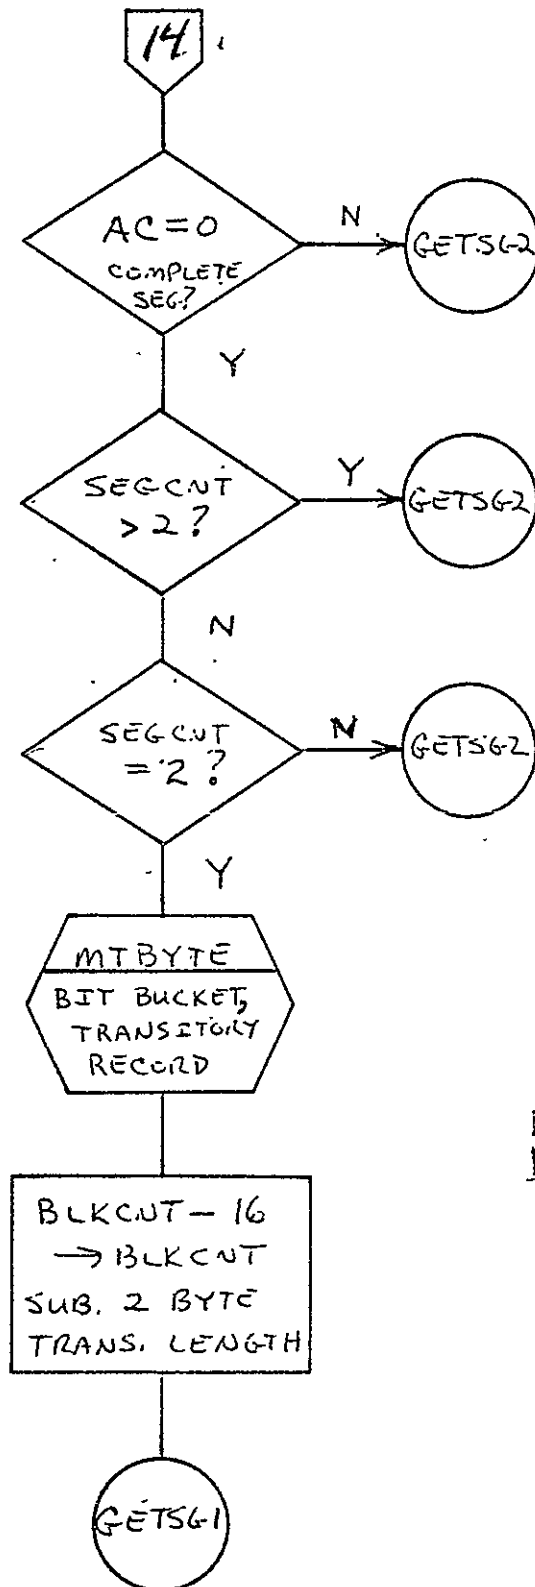 14
AC=0
COMPLETE
SEG?
N
GETSG2
Y
SEGCNT
> 2?
Y
GETSG2
N
SEGCNT
= 2?
N
GETSG2
Y
MTBYTE
BIT BUCKET,
TRANSITORY
RECORD
BLKCNT - 16
→ BLKCNT
SUB. 2 BYTE
TRANS. LENGTH
GETSG1